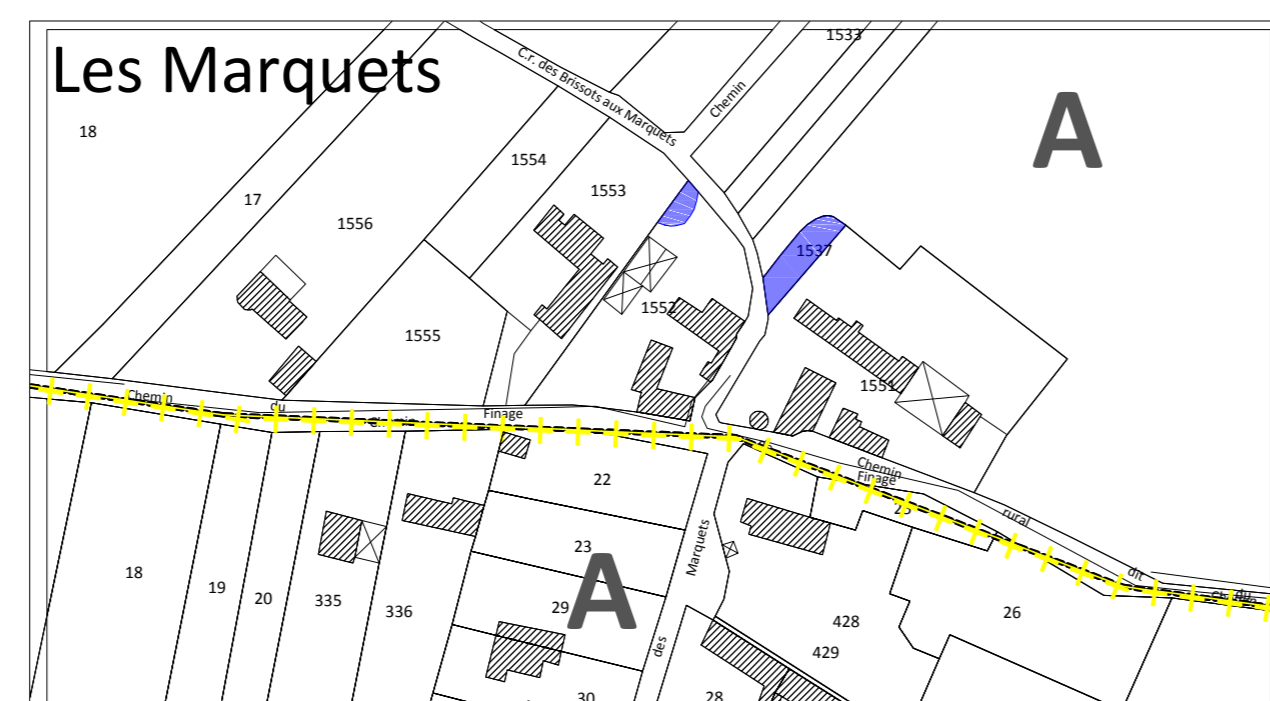 Les Marquets
1533
C.r. des Brissots aux Marquets
Chemin
A
18
1554
1553
17
1556
1537
1552
1555
1551
Chemin
du
Chemin
Finage
Chemin
Finage
22
rural
Marquets
23
dit
18
19
20
335
336
29
A
428
26
du
429
des
30
28